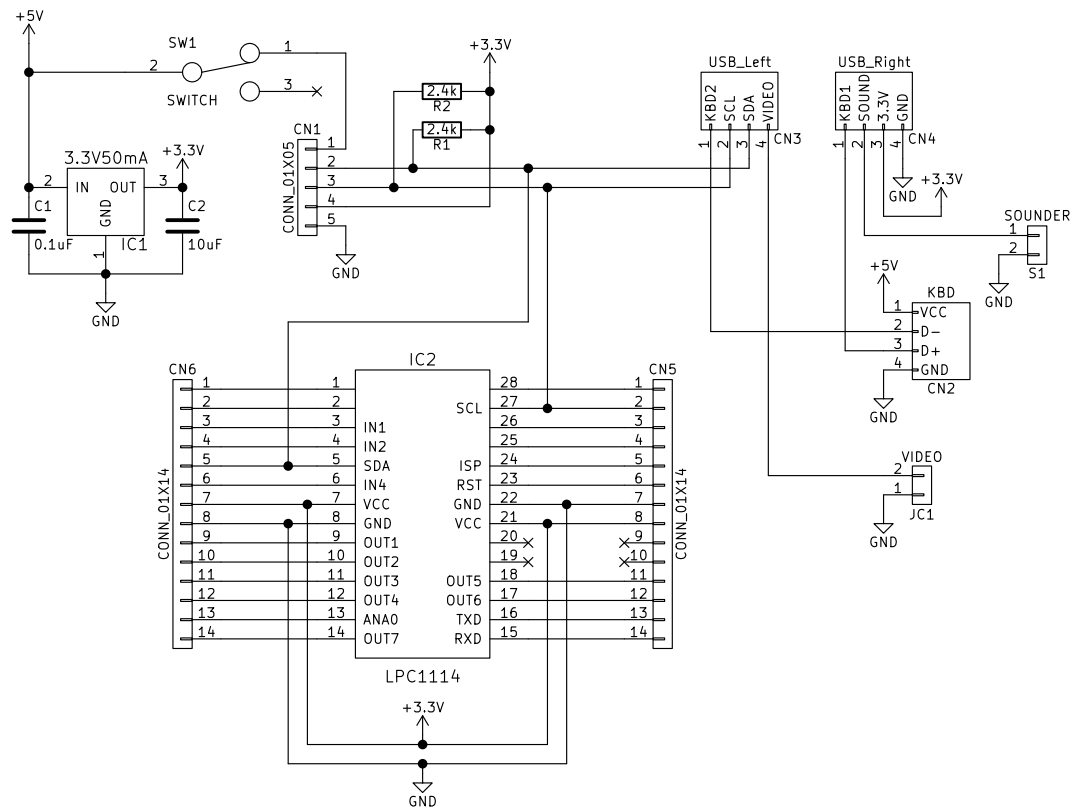 +5V
SW1
2
1
3
SWITCH
+3.3V
2.4k
R2
2.4k
R1
CN1
CONN_01X05
1
2
3
4
5
GND
3.3V50mA
+3.3V
2
IN
OUT
3
GND
1
IC1
C1
0.1uF
C2
10uF
GND
USB_Left
KBD2
SCL
SDA
VIDEO
1
2
3
4
CN3
USB_Right
KBD1
SOUND
3.3V
GND
1
2
3
4
CN4
GND
+3.3V
SOUNDER
1
2
S1
GND
+5V
KBD
1 VCC
2 D-
3 D+
4 GND
CN2
GND
VIDEO
2
1
JC1
GND
CN6
CONN_01X14
IC2
CN5
CONN_01X14
1 1 28 1
2 2 SCL 27 2
3 3 IN1 26 3
4 4 IN2 25 4
5 5 SDA ISP 24 5
6 6 IN4 RST 23 6
7 7 VCC GND 22 7
8 8 GND VCC 21 8
9 9 OUT1 20 9
10 10 OUT2 19 10
11 11 OUT3 OUT5 18 11
12 12 OUT4 OUT6 17 12
13 13 ANA0 TXD 16 13
14 14 OUT7 RXD 15 14
LPC1114
+3.3V
GND